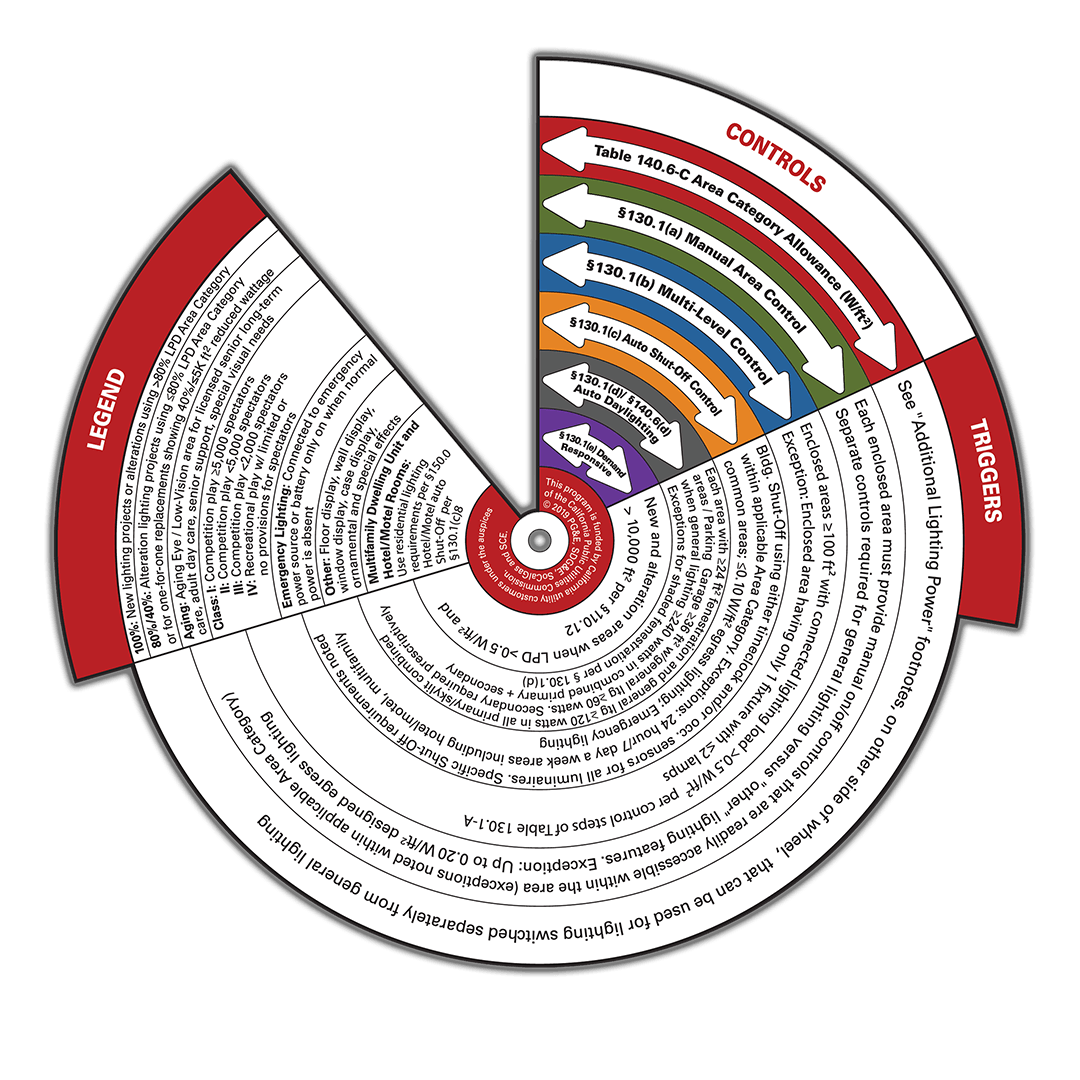 LEGEND
100%: New lighting projects or alterations using >80% LPD Area Category
80%/40%: Alteration lighting projects using ≤80% LPD Area Category
or for one-for-one-replacements showing 40%/≤5K ft² reduced wattage
Aging: Aging Eye / Low-Vision area for licensed senior long-term
care, adult day care, senior support, special visual needs
Class: I: Competition play ≥5,000 spectators
II: Competition play <5,000 spectators
III: Competition play <2,000 spectators
IV: Recreational play w/ limited or
no provisions for spectators
Emergency Lighting: Connected to emergency
power source or battery only on when normal
power is absent
Other: Floor display, wall display,
window display, case display,
ornamental and special effects
Multifamily Dwelling Unit and
Hotel/Motel Rooms:
Use residential lighting
requirements per §150.0
Hotel/Motel auto
Shut-Off per
§130.1(c)8
CONTROLS
Table 140.6-C Area Category Allowance (W/ft²)
§130.1(a) Manual Area Control
§130.1(b) Multi-Level Control
§130.1(c) Auto Shut-Off Control
§130.1(d)/ §140.6(d)
Auto Daylighting
§130.1(e) Demand
Responsive
TRIGGERS
See "Additional Lighting Power" footnotes, on other side of wheel, that can be used for lighting switched separately from general lighting
Each enclosed area must provide manual on/off controls that are readily accessible within the area (exceptions noted within applicable Area Category)
Separate controls required for general lighting versus "other" lighting features. Exception: Up to 0.20 W/ft² designed egress lighting
Enclosed areas ≥100 ft² with connected lighting load >0.5 W/ft² per control steps of Table 130.1-A
Exception: Enclosed area having only 1 fixture with ≤2 lamps
Bldg. Shut-Off using either timeclock and/or occ. sensors for all luminaires. Specific Shut-Off requirements noted
within applicable Area Category. Exceptions: 24 hour/7 day a week areas including hotel/motel, multifamily
common areas; ≤0.10 W/ft² egress lighting; Emergency lighting
Each area with ≥24 ft² fenestration and general ltg ≥120 watts in all primary/skylit combined
areas / Parking Garage ≥36 ft² w/general ltg ≥60 watts. Secondary required prescriptively
when general lighting ≥240 watts in combined primary + secondary
Exceptions for shaded fenestration per § 130.1(d)
New and alteration areas when LPD >0.5 W/ft² and
> 10,000 ft² per §110.12
This program is funded by California utility customers under the auspices
of the California Public Utilities Commission and SCE.
© 2019 PG&E, SDG&E, SoCalGas